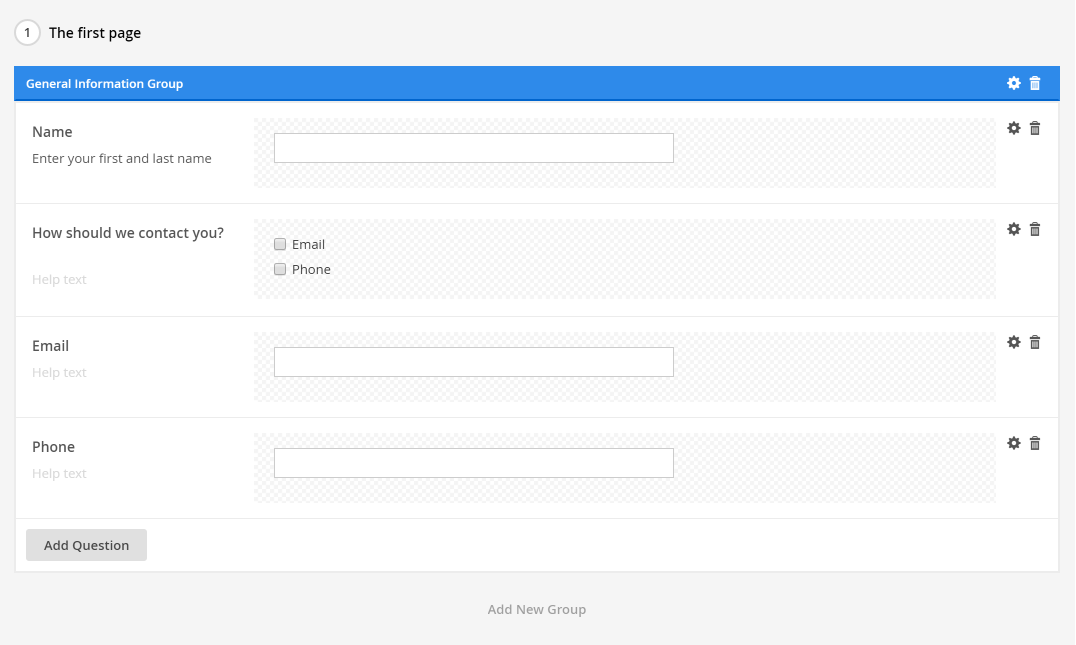 1 The first page
General Information Group
Name
Enter your first and last name
How should we contact you?
Help text
Email
Phone
Email
Help text
Phone
Help text
Add Question
Add New Group